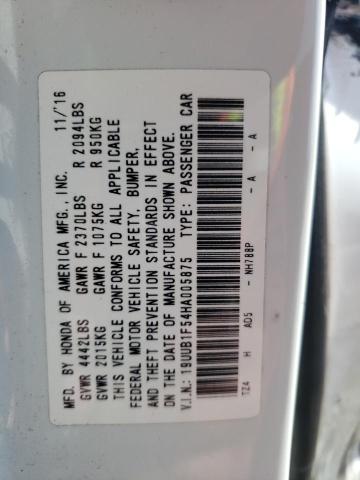 MFD. BY HONDA OF AMERICA MFG., INC. 11/16
GVWR 4442LBS GAWR F 2370LBS R 2094LBS
GVWR 2015KG GAWR F 1075KG R 950KG
THIS VEHICLE CONFORMS TO ALL APPLICABLE
FEDERAL MOTOR VEHICLE SAFETY, BUMPER,
AND THEFT PREVENTION STANDARDS IN EFFECT
ON THE DATE OF MANUFACTURE SHOWN ABOVE.
V.I.N.: 19UUB1F54HA005875 TYPE: PASSENGER CAR
TZ4 H AD5 - NH788P - A - A